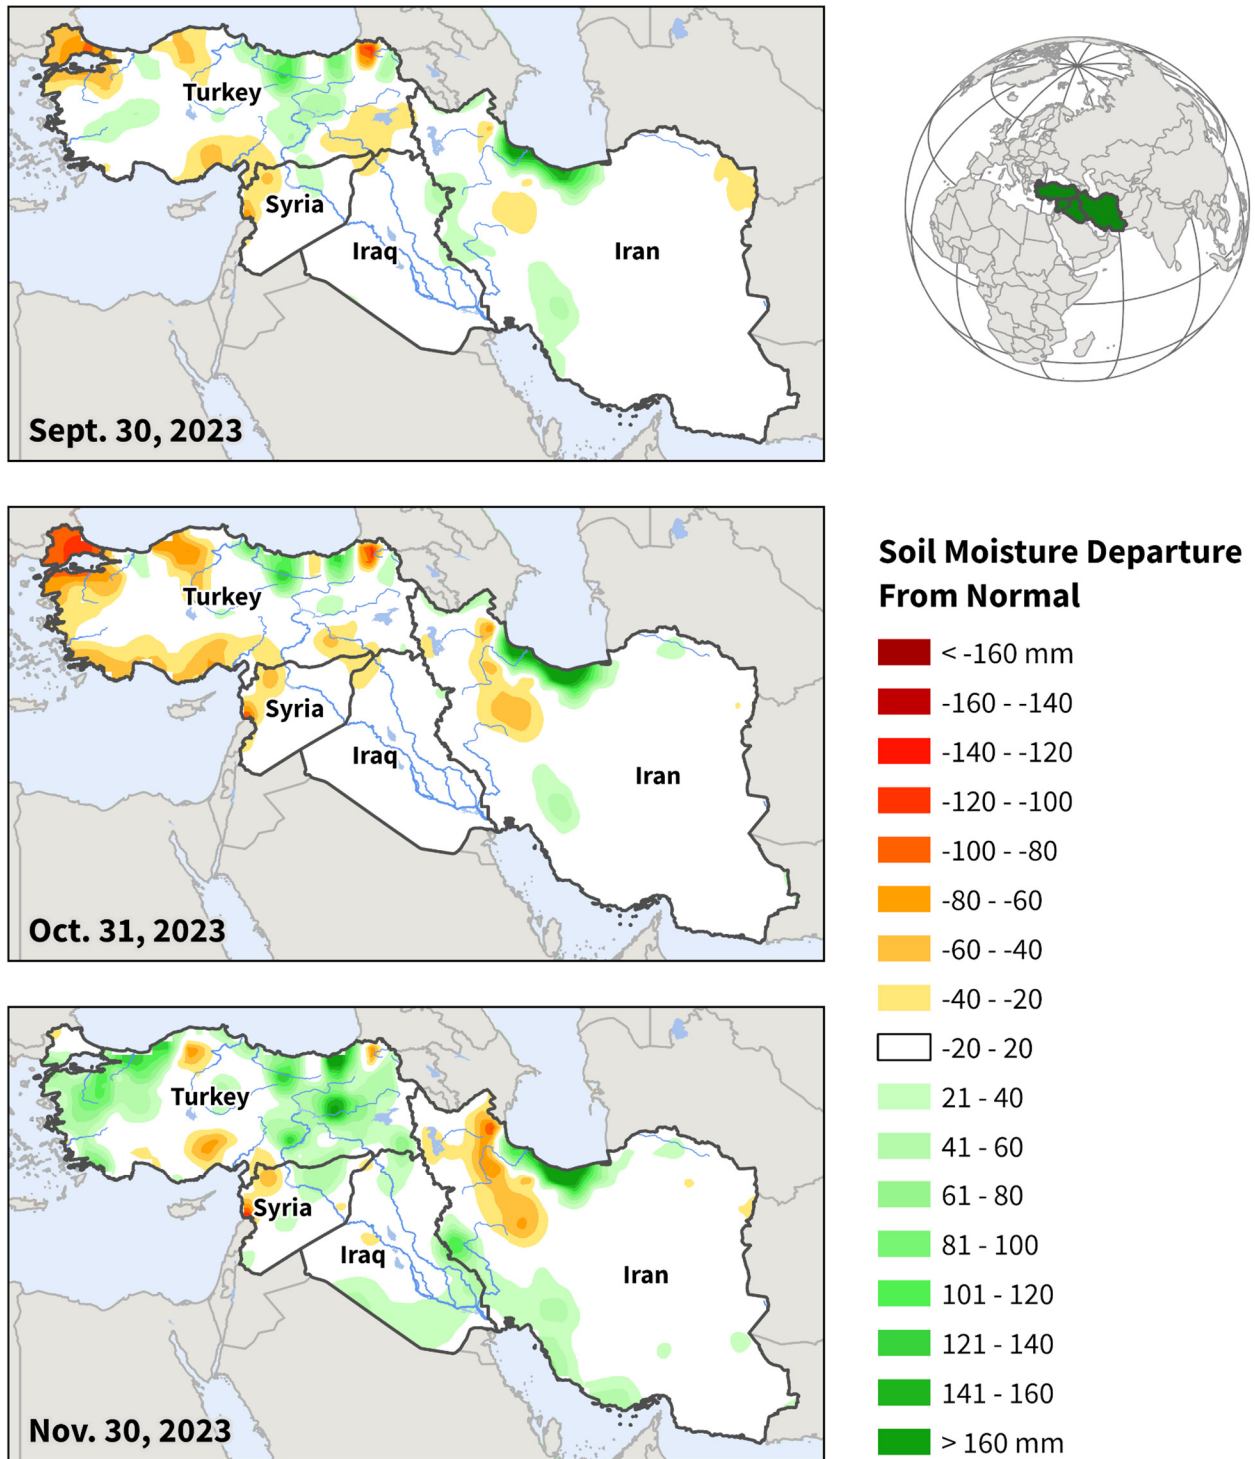 Turkey
Syria
Iraq
Iran
Sept. 30, 2023
Turkey
Syria
Iraq
Iran
Oct. 31, 2023
Turkey
Syria
Iraq
Iran
Nov. 30, 2023
Soil Moisture Departure
From Normal
< -160 mm
-160 - -140
-140 - -120
-120 - -100
-100 - -80
-80 - -60
-60 - -40
-40 - -20
-20 - 20
21 - 40
41 - 60
61 - 80
81 - 100
101 - 120
121 - 140
141 - 160
> 160 mm